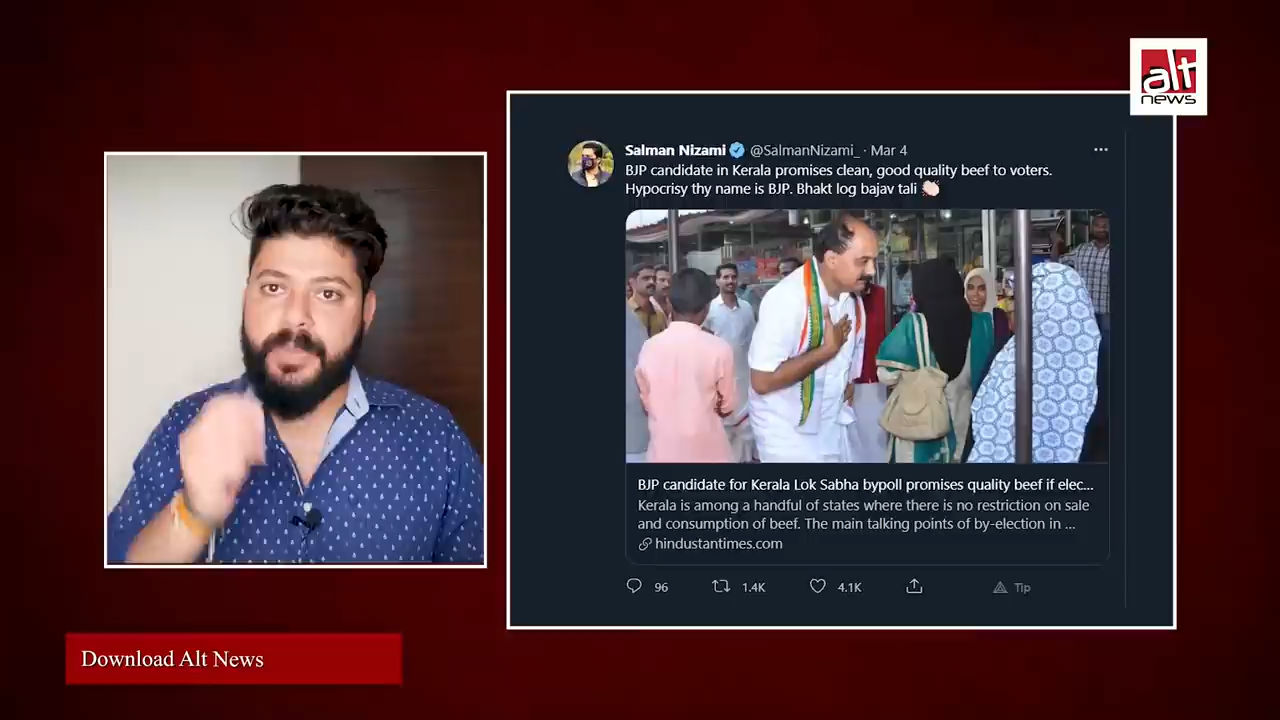 alt
news
Salman Nizami @SalmanNizami_ · Mar 4
BJP candidate in Kerala promises clean, good quality beef to voters.
Hypocrisy thy name is BJP. Bhakt log bajav tali 👏🏻
BJP candidate for Kerala Lok Sabha bypoll promises quality beef if elec...
Kerala is among a handful of states where there is no restriction on sale
and consumption of beef. The main talking points of by-election in ...
hindustantimes.com
96 1.4K 4.1K Tip
Download Alt News